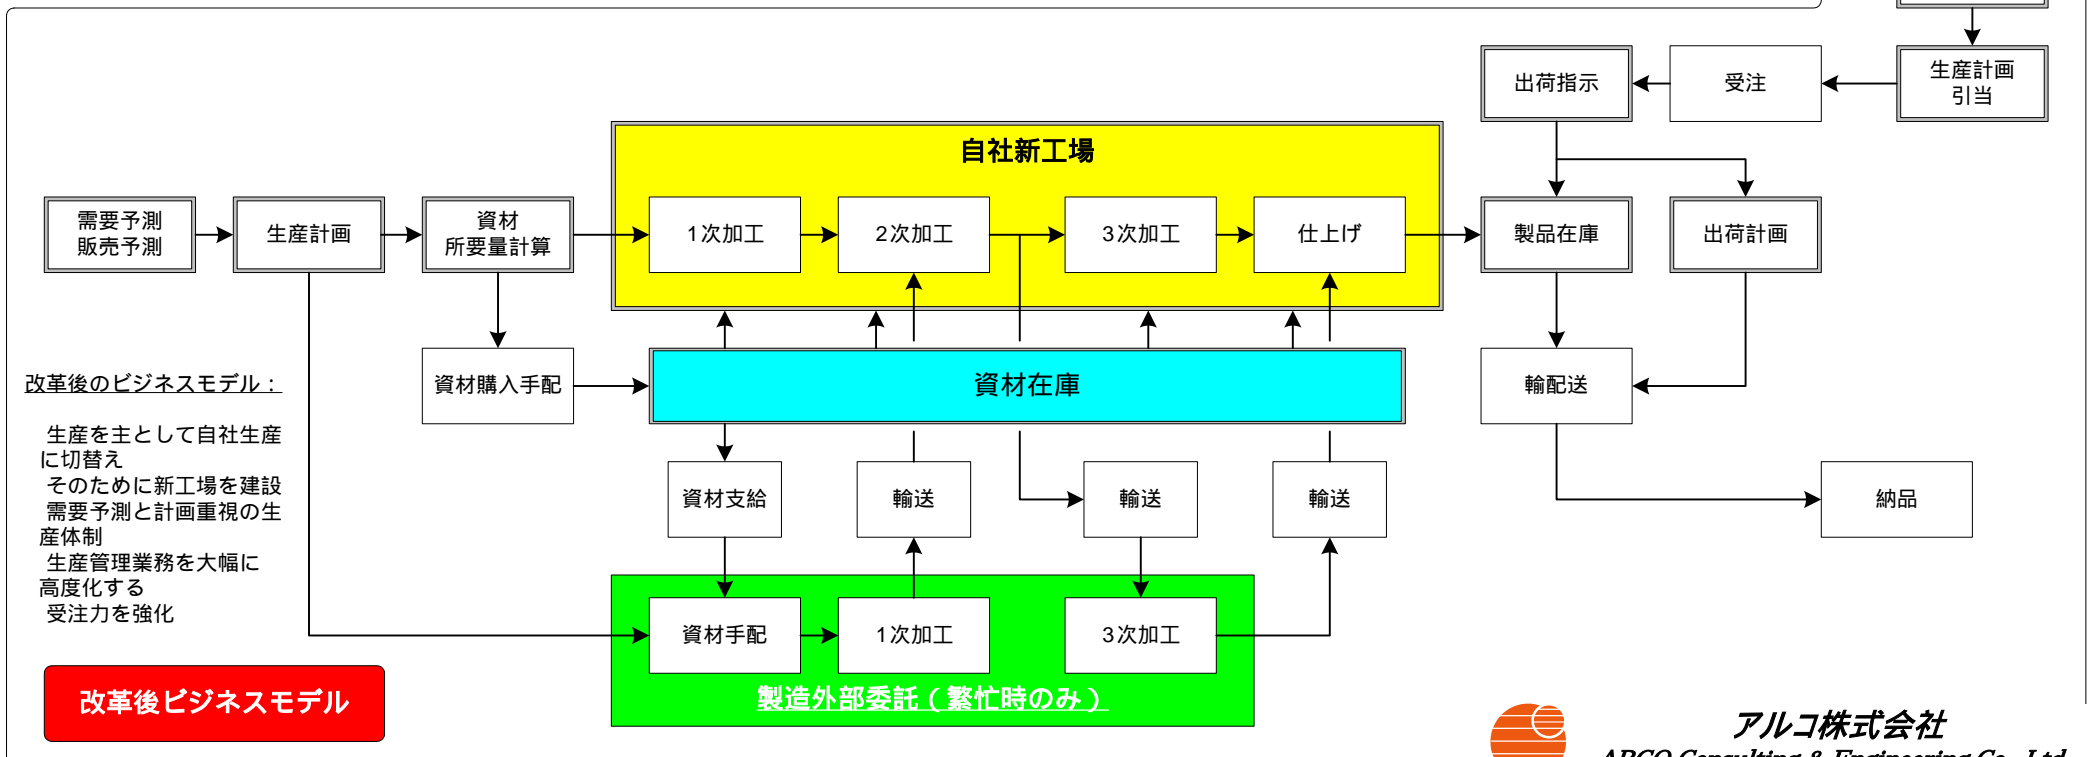 出荷指示
受注
生産計画
引当
自社新工場
需要予測
販売予測
生産計画
資材
所要量計算
1次加工
2次加工
3次加工
仕上げ
製品在庫
出荷計画
資材購入手配
資材在庫
輸配送
改革後のビジネスモデル：
生産を主として自社生産
に切替え
そのために新工場を建設
需要予測と計画重視の生
産体制
生産管理業務を大幅に
高度化する
受注力を強化
資材支給
輸送
輸送
輸送
納品
資材手配
1次加工
3次加工
製造外部委託（繁忙時のみ）
改革後ビジネスモデル
アルコ株式会社
ARCO Consulting & Engineering Co., Ltd